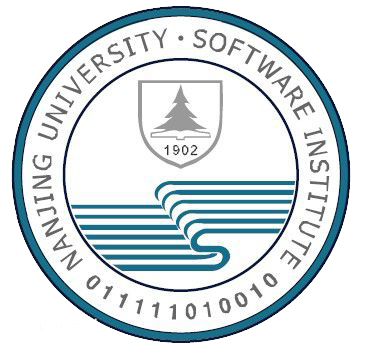 NANJING UNIVERSITY · SOFTWARE INSTITUTE
1902
011111010010